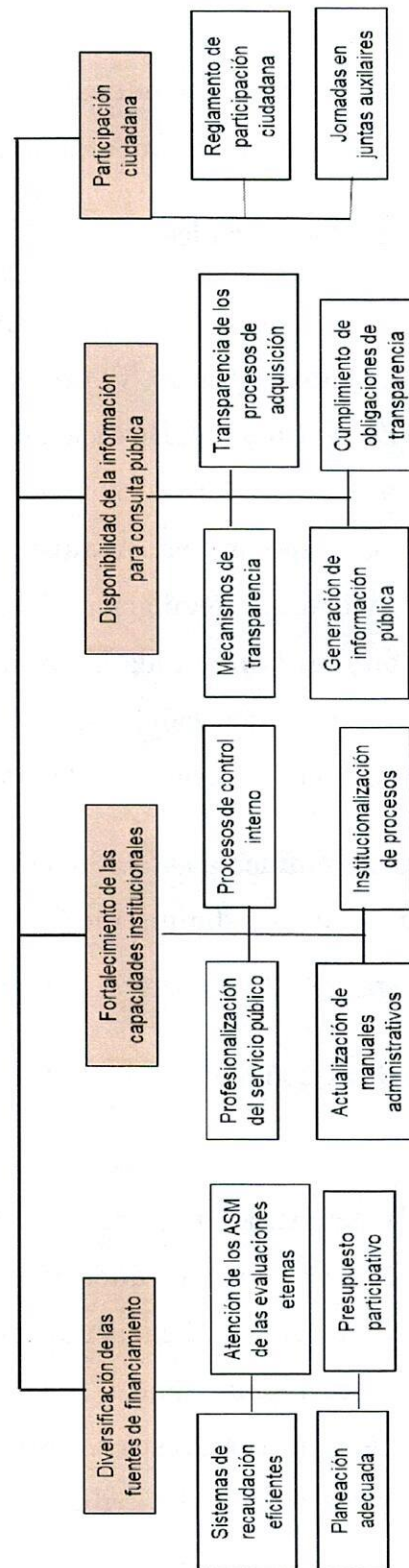 Diversificación de las
fuentes de financiamiento
Sistemas de
recaudación
eficientes
Atención de los ASM
de las evaluaciones
eternas
Planeación
adecuada
Presupuesto
participativo
Fortalecimiento de las
capacidades institucionales
Profesionalización
del servicio público
Procesos de control
interno
Actualización de
manuales
administrativos
Institucionalización
de procesos
Disponibilidad de la información
para consulta pública
Mecanismos de
transparencia
Transparencia de los
procesos de
adquisición
Generación de
información
pública
Cumplimiento de
obligaciones de
transparencia
Participación
ciudadana
Reglamento de
participación
ciudadana
Jornadas en
juntas auxilaires